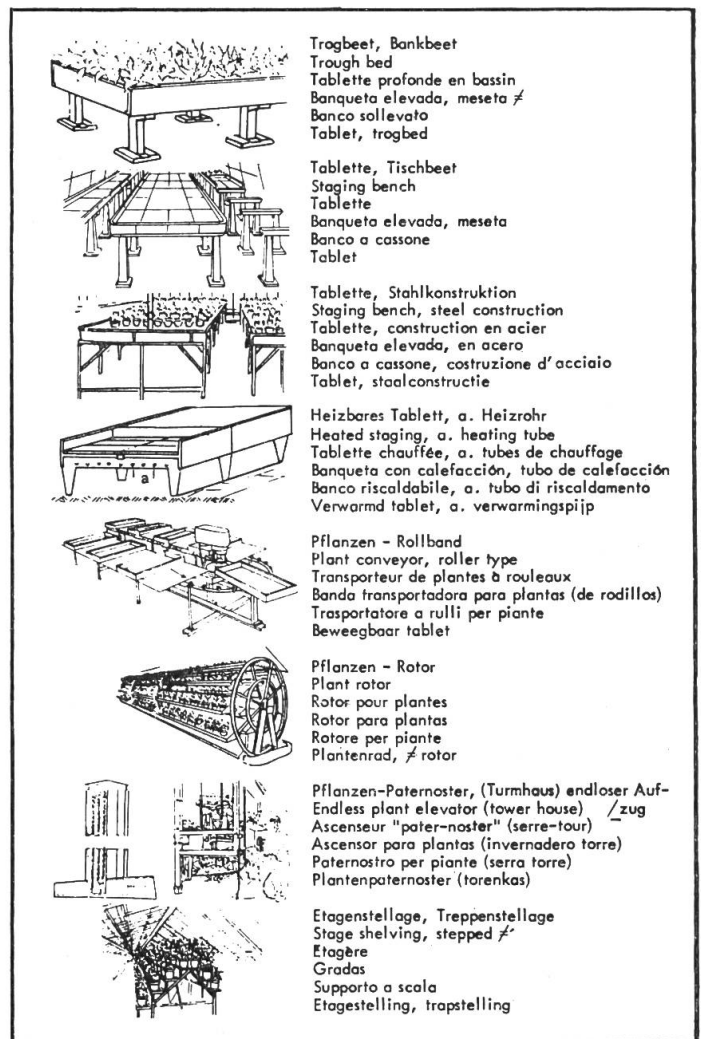 Trogbeet, Bankbeet
Trough bed
Tablette profonde en bassin
Banqueta elevada, meseta ≠
Banco sollevato
Tablet, trogbed
Tablette, Tischbeet
Staging bench
Tablette
Banqueta elevada, meseta
Banco a cassone
Tablet
Tablette, Stahlkonstruktion
Staging bench, steel construction
Tablette, construction en acier
Banqueta elevada, en acero
Banco a cassone, costruzione d'acciaio
Tablet, staalconstructie
a
Heizbares Tablett, a. Heizrohr
Heated staging, a. heating tube
Tablette chauffée, a. tubes de chauffage
Banqueta con calefacción, tubo de calefacción
Banco riscaldabile, a. tubo di riscaldamento
Verwarmd tablet, a. verwarmingspijp
Pflanzen - Rollband
Plant conveyor, roller type
Transporteur de plantes à rouleaux
Banda transportadora para plantas (de rodillos)
Trasportatore a rulli per piante
Beweegbaar tablet
Pflanzen - Rotor
Plant rotor
Rotor pour plantes
Rotor para plantas
Rotore per piante
Plantenrad, ≠ rotor
Pflanzen-Paternoster, (Turmhaus) endloser Auf-
Endless plant elevator (tower house) /zug
Ascenseur "pater-noster" (serre-tour)
Ascensor para plantas (invernadero torre)
Paternostro per piante (serra torre)
Plantenpaternoster (torenkas)
Etagenstellage, Treppenstellage
Stage shelving, stepped ≠
Etagère
Gradas
Supporto a scala
Etagestelling, trapstelling